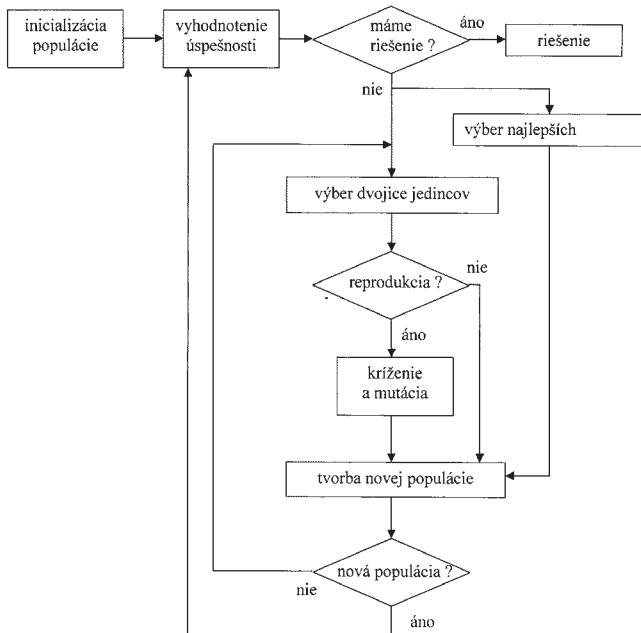 inicializácia
populácie
vyhodnotenie
úspešnosti
máme
riešenie ?
áno
riešenie
nie
výber najlepších
výber dvojice jedincov
reprodukcia ?
nie
áno
kríženie
a mutácia
tvorba novej populácie
nová populácia ?
nie
áno